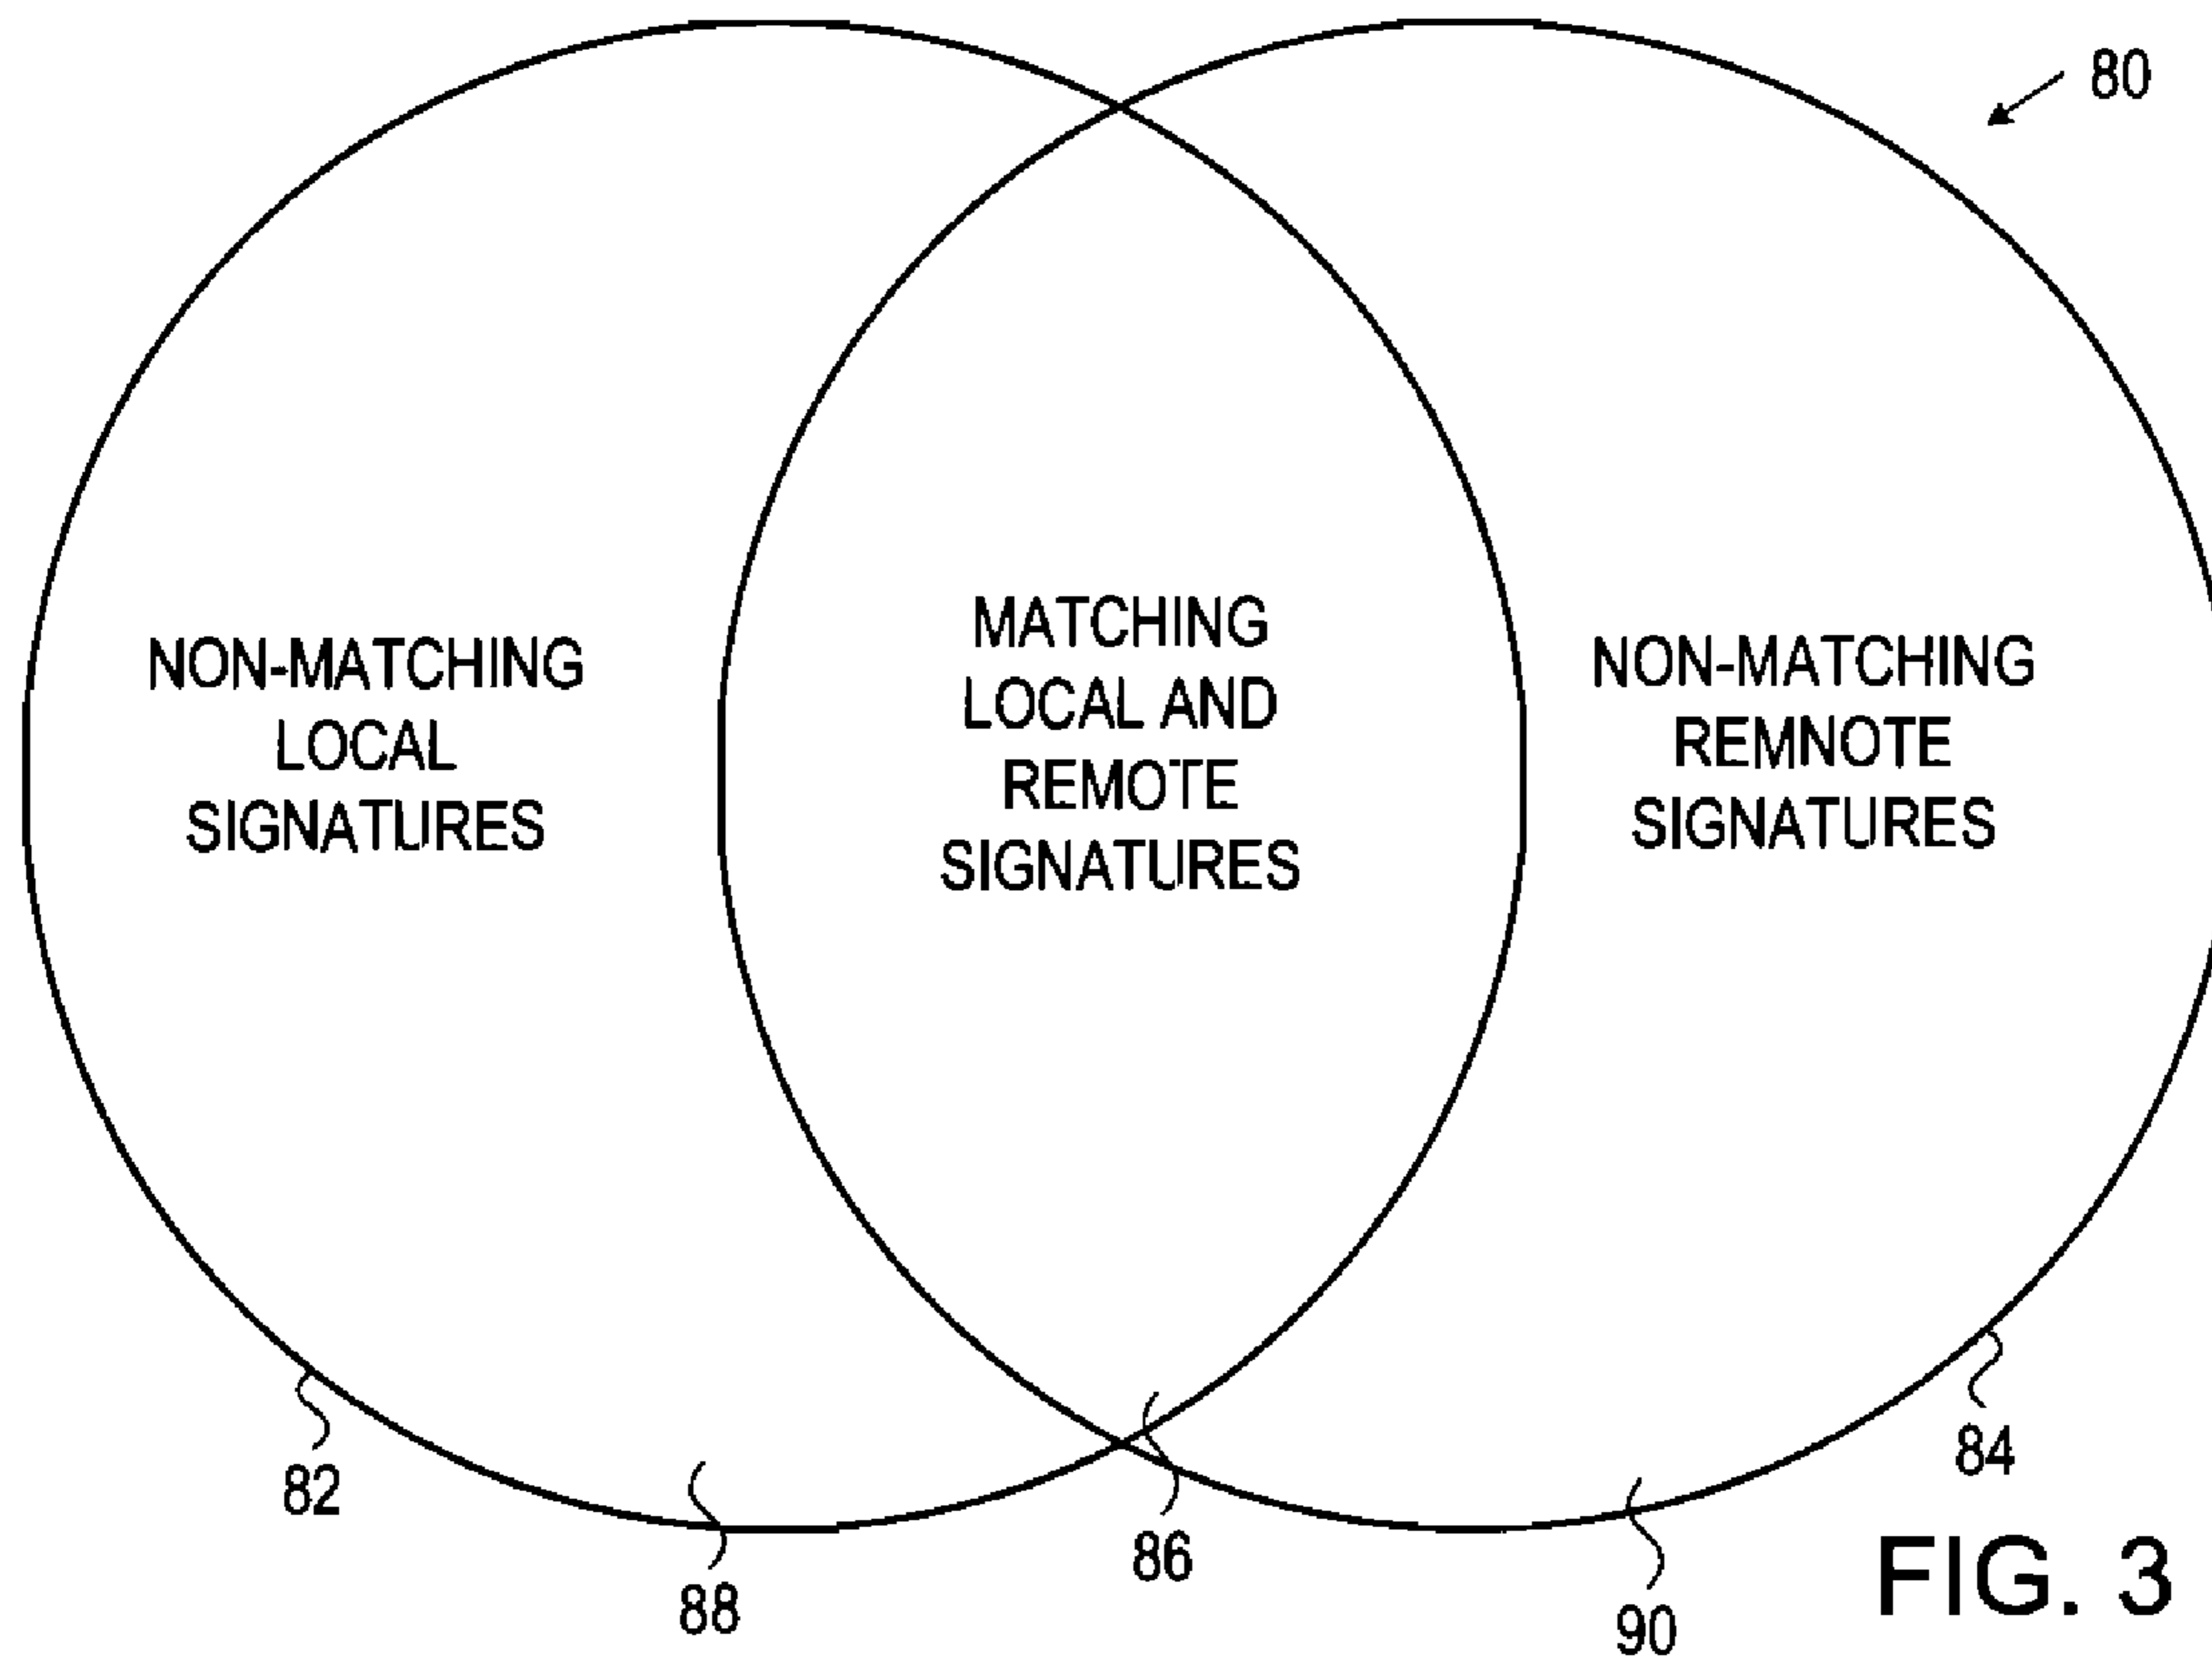 80
NON-MATCHING
LOCAL
SIGNATURES
MATCHING
LOCAL AND
REMOTE
SIGNATURES
NON-MATCHING
REMNOTE
SIGNATURES
82
88
86
90
84
FIG. 3